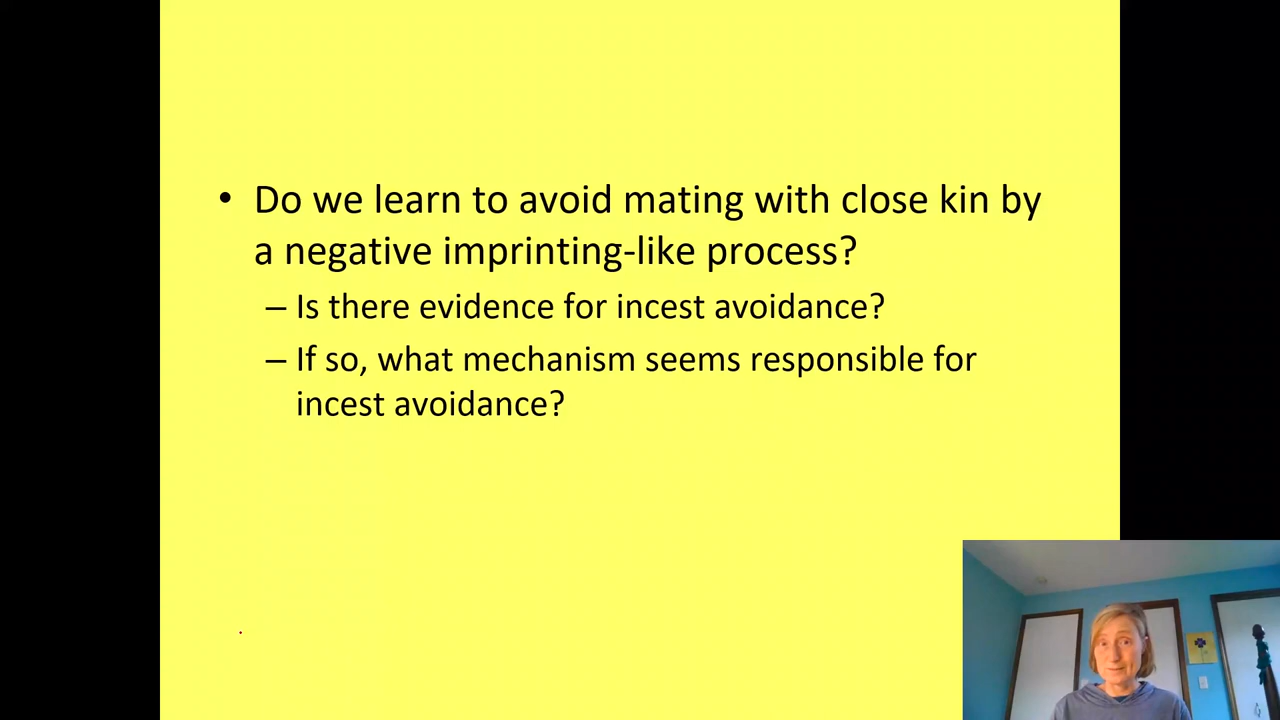 • Do we learn to avoid mating with close kin by
a negative imprinting-like process?
– Is there evidence for incest avoidance?
– If so, what mechanism seems responsible for
incest avoidance?